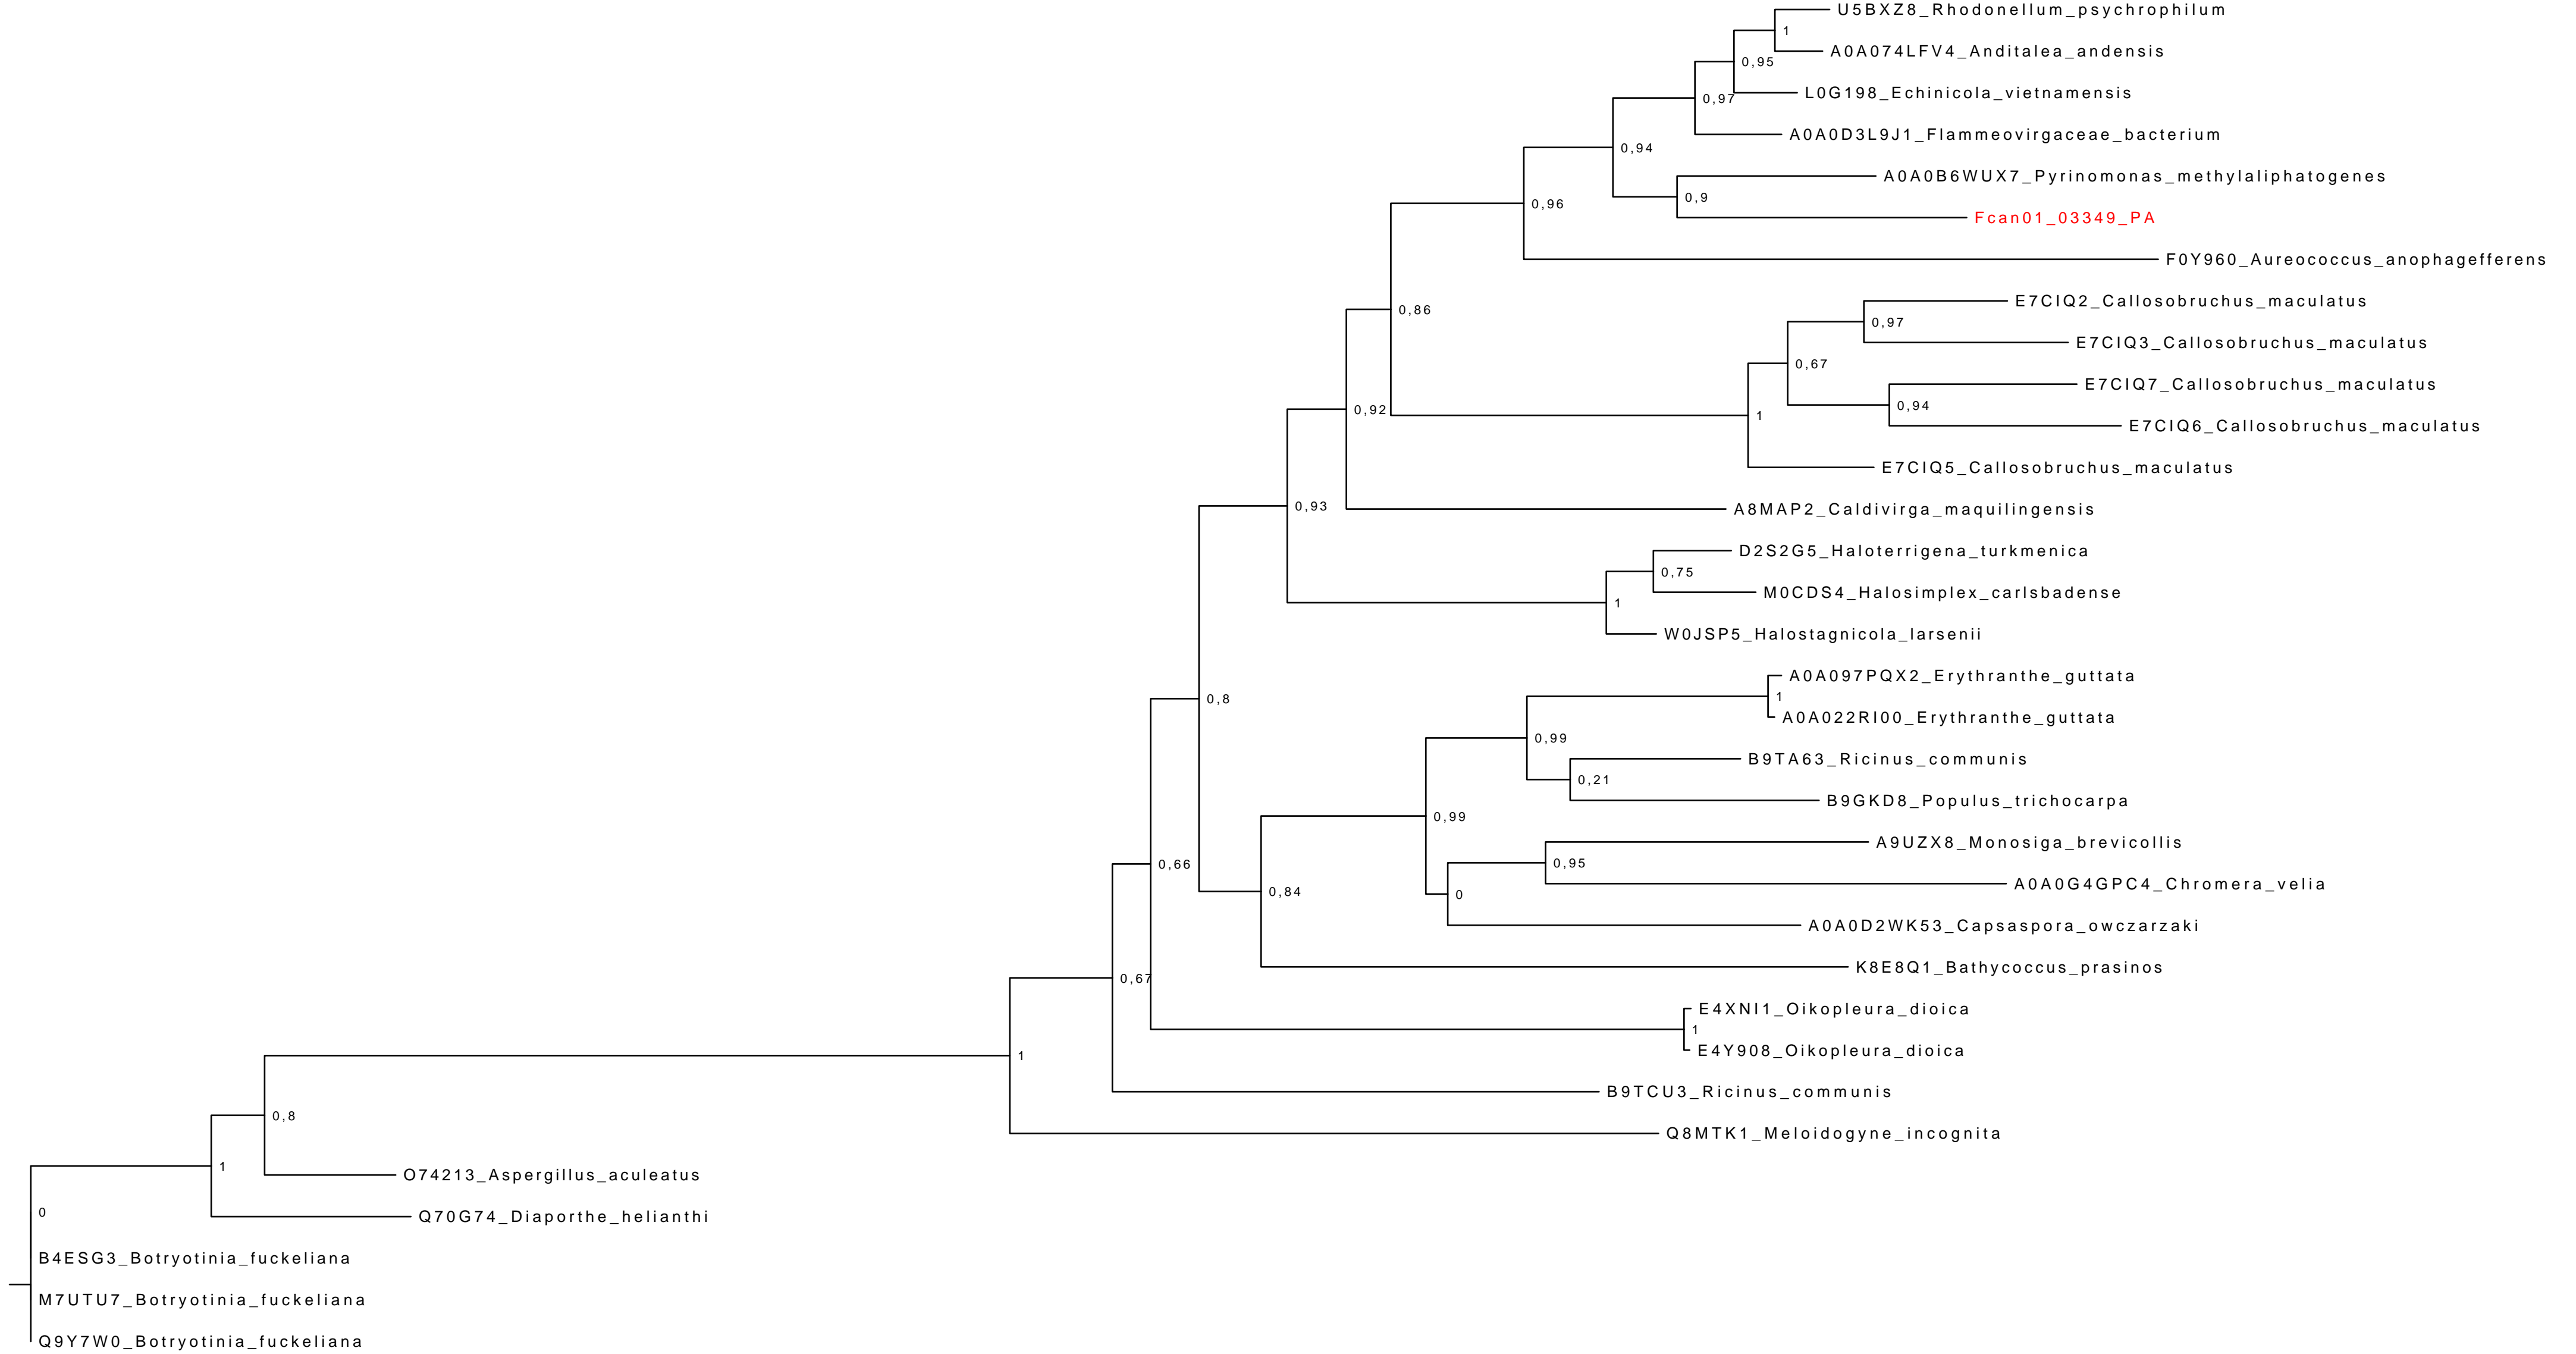 U5BXZ8_Rhodonellum_psychrophilum
1
A0A074LFV4_Anditalea_andensis
0,95
L0G198_Echinicola_vietnamensis
0,97
A0A0D3L9J1_Flammeovirgaceae_bacterium
0,94
A0A0B6WUX7_Pyrinomonas_methylaliphatogenes
0,9
0,96
Fcan01_03349_PA
F0Y960_Aureococcus_anophagefferens
E7CIQ2_Callosobruchus_maculatus
0,86
0,97
E7CIQ3_Callosobruchus_maculatus
0,67
E7CIQ7_Callosobruchus_maculatus
0,94
0,92
1
E7CIQ6_Callosobruchus_maculatus
E7CIQ5_Callosobruchus_maculatus
0,93
A8MAP2_Caldivirga_maquilingensis
D2S2G5_Haloterrigena_turkmenica
0,75
M0CDS4_Halosimplex_carlsbadense
1
W0JSP5_Halostagnicola_larsenii
A0A097PQX2_Erythranthe_guttata
0,8
1
A0A022RI00_Erythranthe_guttata
0,99
B9TA63_Ricinus_communis
0,21
B9GKD8_Populus_trichocarpa
0,99
A9UZX8_Monosiga_brevicollis
0,66
0,95
A0A0G4GPC4_Chromera_velia
0,84
0
A0A0D2WK53_Capsaspora_owczarzaki
K8E8Q1_Bathycoccus_prasinos
0,67
E4XNI1_Oikopleura_dioica
1
E4Y908_Oikopleura_dioica
1
B9TCU3_Ricinus_communis
0,8
Q8MTK1_Meloidogyne_incognita
1
O74213_Aspergillus_aculeatus
0
Q70G74_Diaporthe_helianthi
B4ESG3_Botryotinia_fuckeliana
M7UTU7_Botryotinia_fuckeliana
Q9Y7W0_Botryotinia_fuckeliana